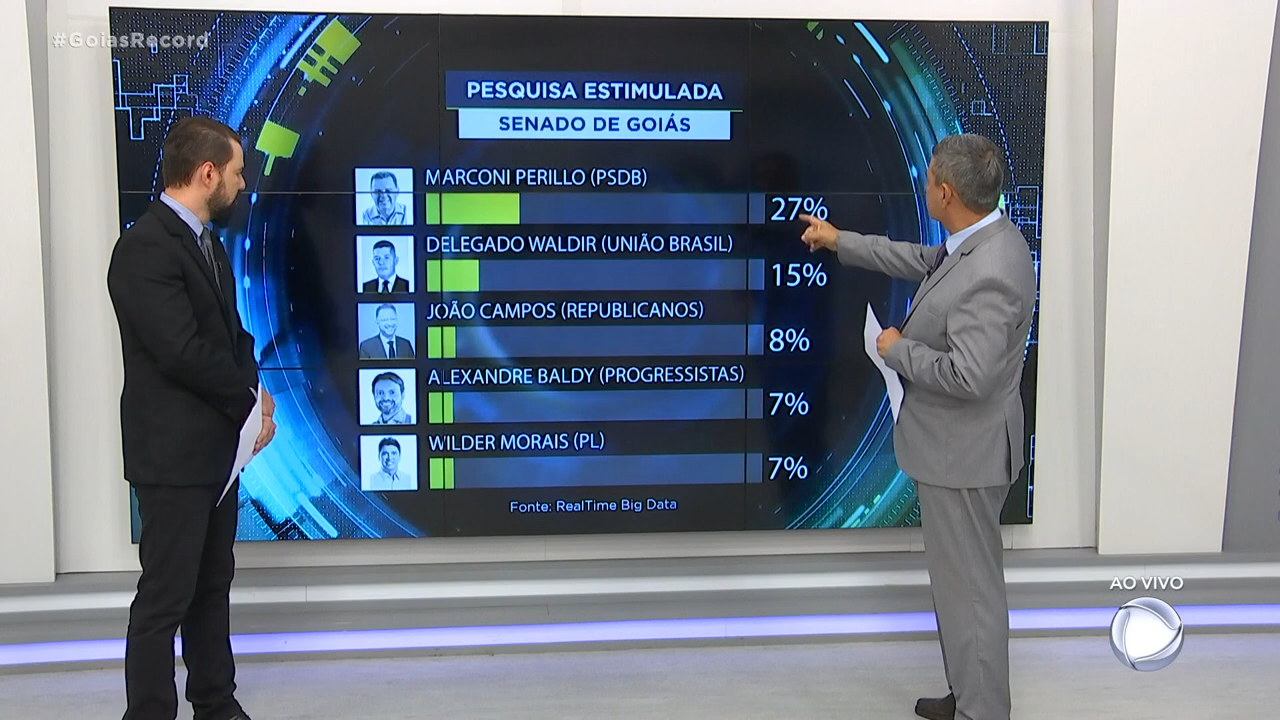 #GoiasRecord
PESQUISA ESTIMULADA
SENADO DE GOIÁS
MARCONI PERILLO (PSDB)
27%
DELEGADO WALDIR (UNIÃO BRASIL)
15%
JOÃO CAMPOS (REPUBLICANOS)
8%
ALEXANDRE BALDY (PROGRESSISTAS)
7%
WILDER MORAIS (PL)
7%
Fonte: RealTime Big Data
AO VIVO